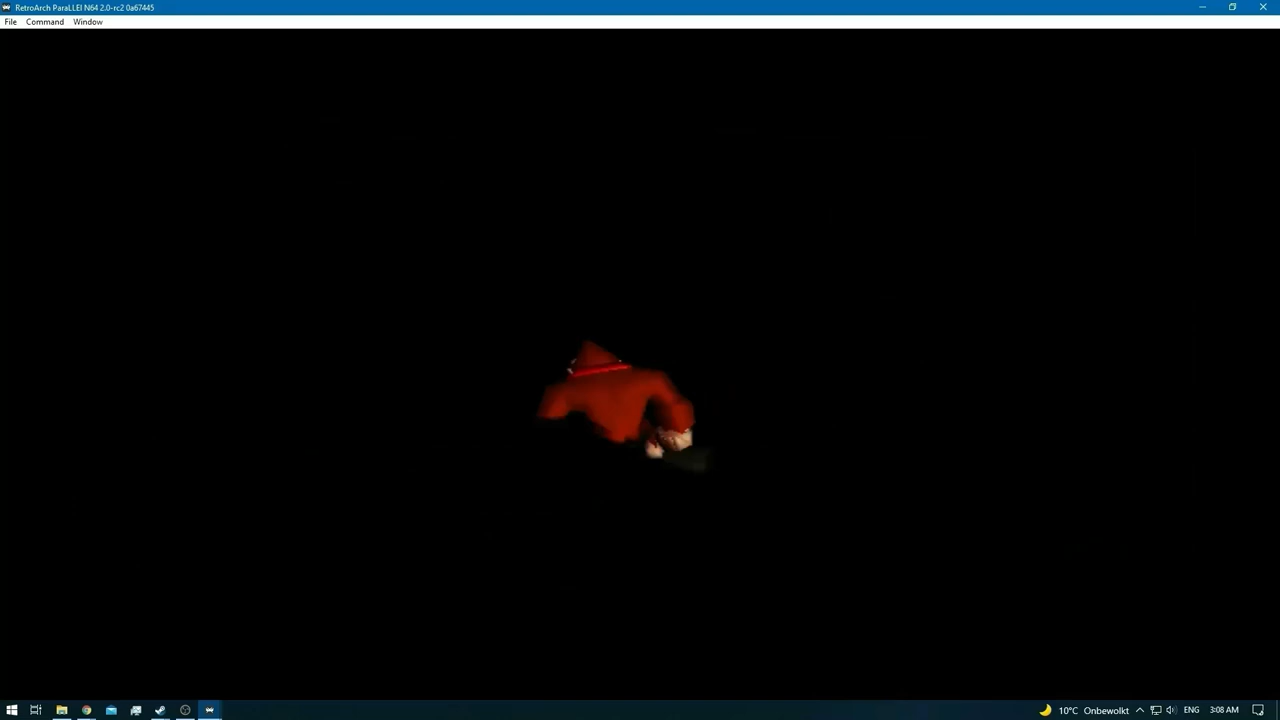 RetroArch ParaLLEl N64 2.0-rc2 0a67445
File Command Window
10°C Onbewolkt ENG 3:08 AM